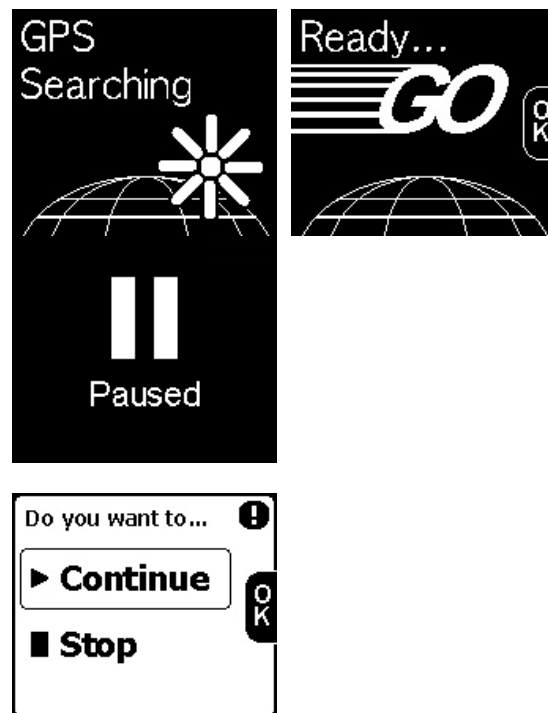 GPS
Searching
Ready...
GO
OK
Paused
Do you want to...
Continue
OK
Stop